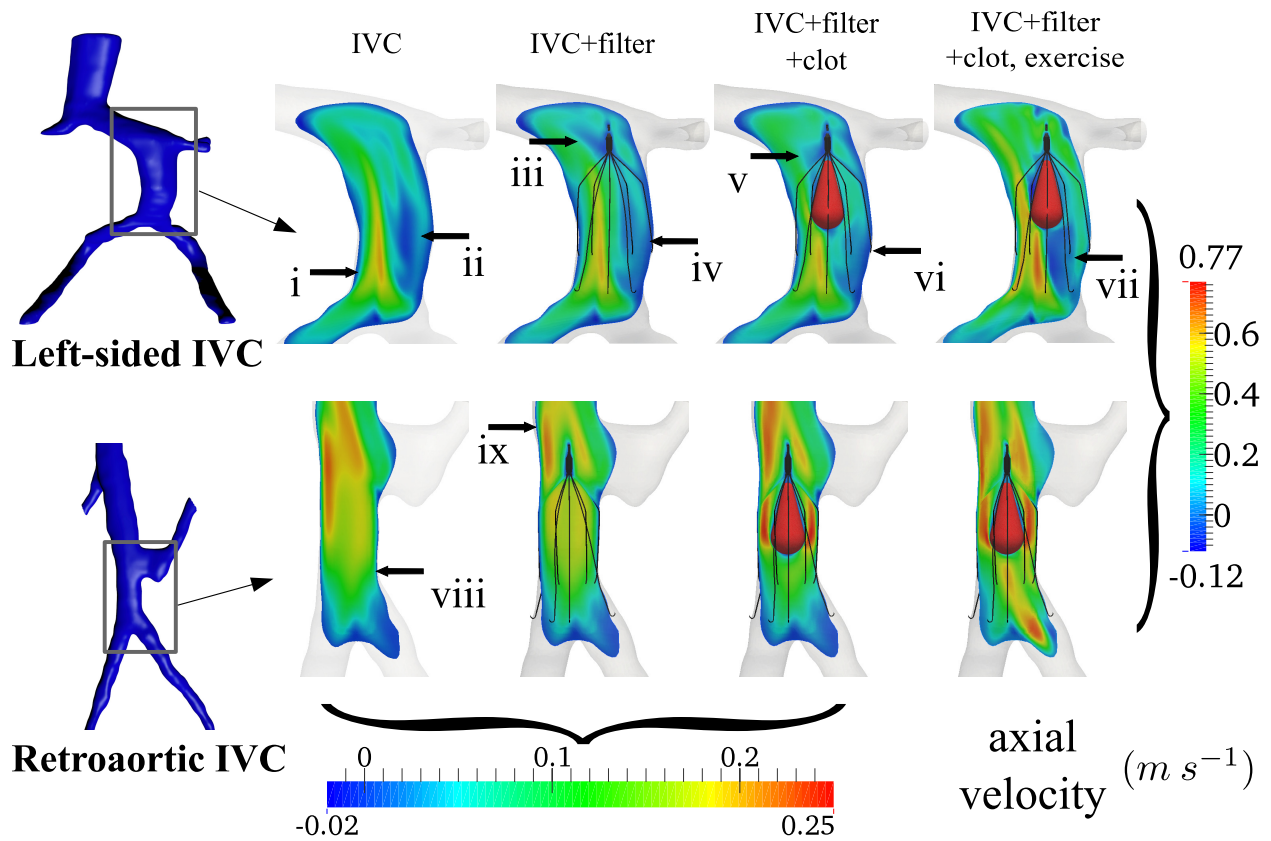 IVC
IVC+filter
IVC+filter
+clot
IVC+filter
+clot, exercise
i
ii
iii
iv
v
vi
vii
Left-sided IVC
0.77
0.6
0.4
0.2
0
-0.12
viii
ix
Retroaortic IVC
0
0.1
0.2
-0.02
0.25
axial
velocity
(m s⁻¹)